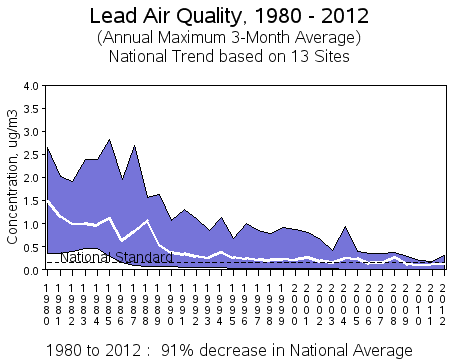 Lead Air Quality, 1980 - 2012
(Annual Maximum 3-Month Average)
National Trend based on 13 Sites
Concentration, ug/m3
4.0
3.5
3.0
2.5
2.0
1.5
1.0
0.5
0.0
National Standard
1980 1981 1982 1983 1984 1985 1986 1987 1988 1989 1990 1991 1992 1993 1994 1995 1996 1997 1998 1999 2000 2001 2002 2003 2004 2005 2006 2007 2008 2009 2010 2011 2012
1980 to 2012 : 91% decrease in National Average